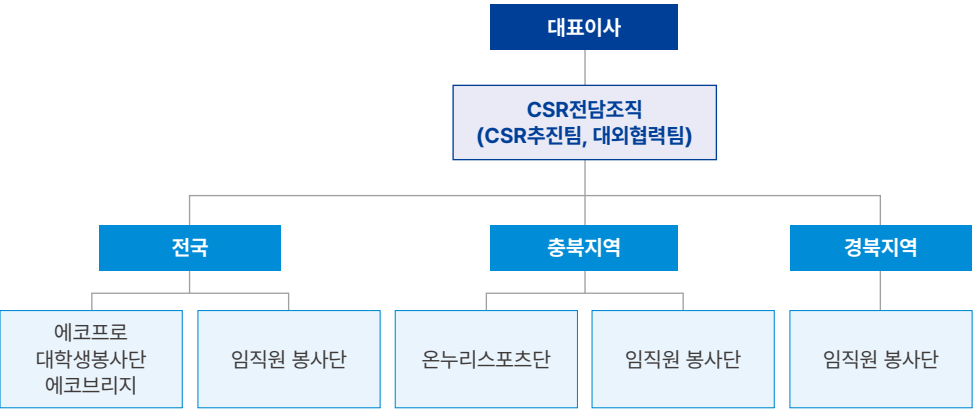 대표이사
CSR전담조직
(CSR추진팀, 대외협력팀)
전국
충북지역
경북지역
에코프로
대학생봉사단
에코브리지
임직원 봉사단
온누리스포츠단
임직원 봉사단
임직원 봉사단